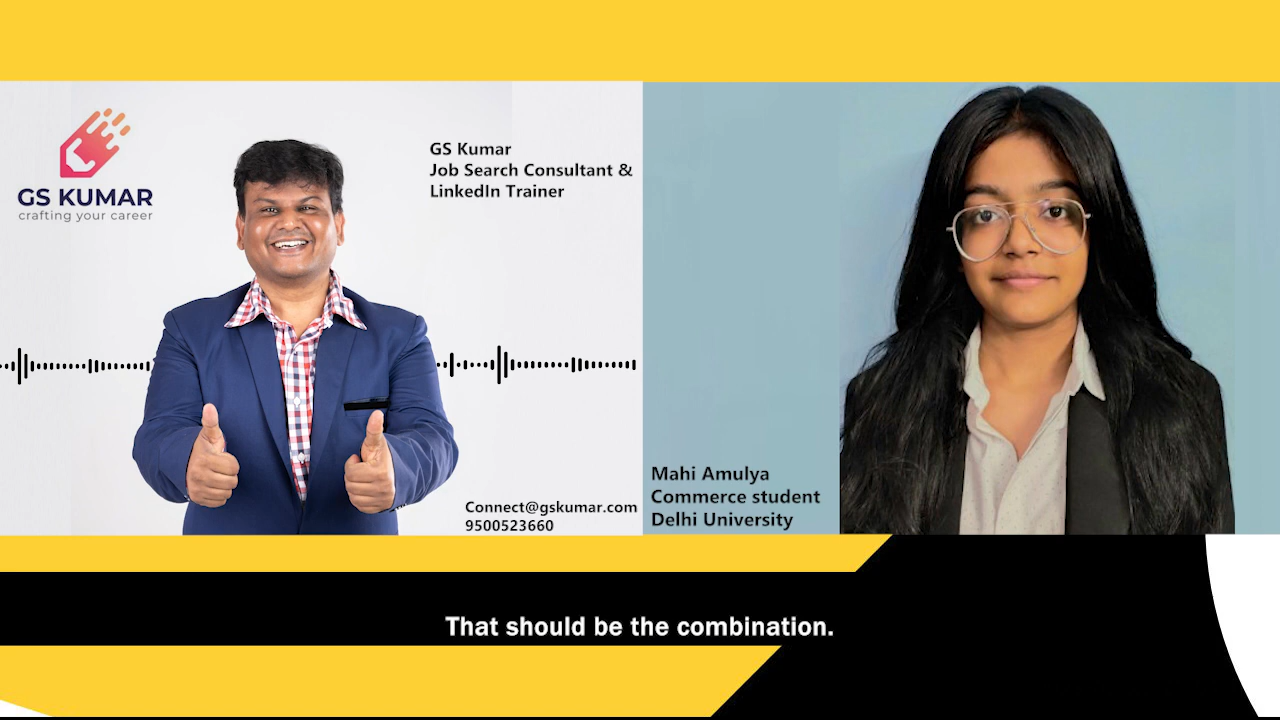 GS KUMAR
crafting your career
GS Kumar
Job Search Consultant &
LinkedIn Trainer
Connect@gskumar.com
9500523660
Mahi Amulya
Commerce student
Delhi University
That should be the combination.